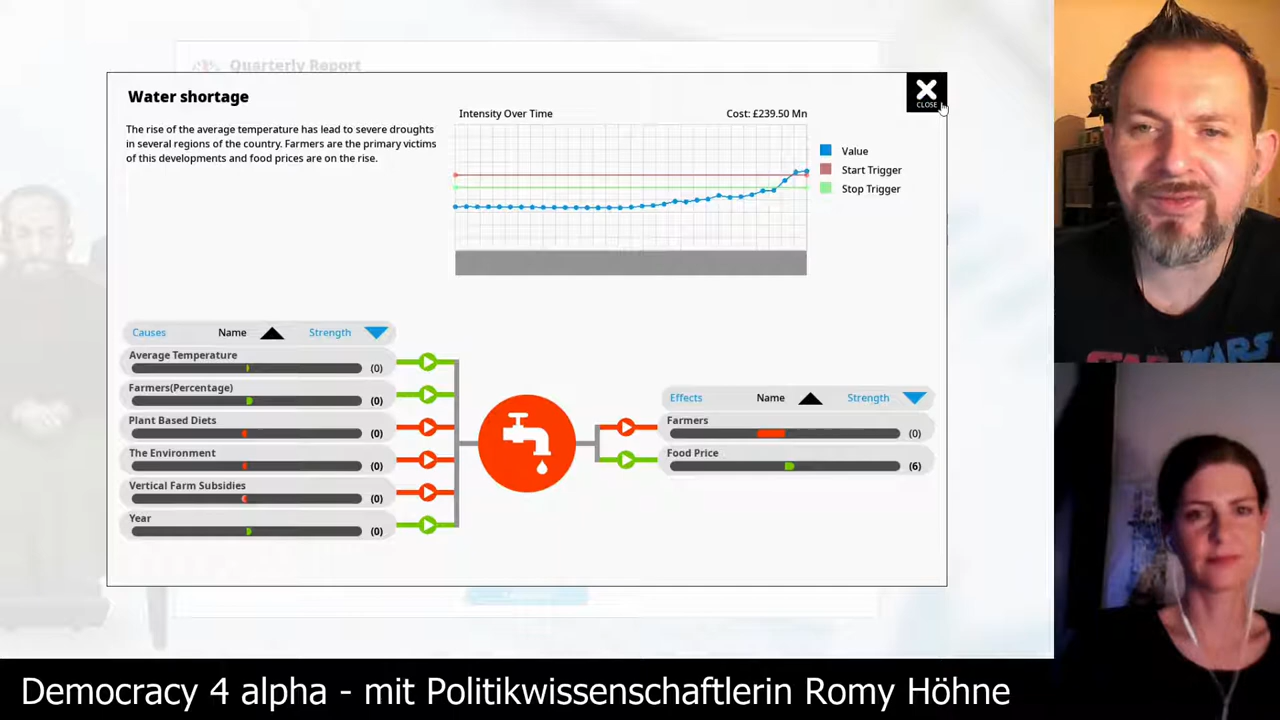 Quarterly Report
Water shortage
CLOSE
The rise of the average temperature has lead to severe droughts
in several regions of the country. Farmers are the primary victims
of this developments and food prices are on the rise.
Intensity Over Time
Cost: £239.50 Mn
Value
Start Trigger
Stop Trigger
Causes Name Strength
Average Temperature
(0)
Farmers(Percentage)
(0)
Plant Based Diets
(0)
The Environment
(0)
Vertical Farm Subsidies
(0)
Year
(0)
Effects Name Strength
Farmers
(0)
Food Price
(6)
STAR WARS
Democracy 4 alpha - mit Politikwissenschaftlerin Romy Höhne